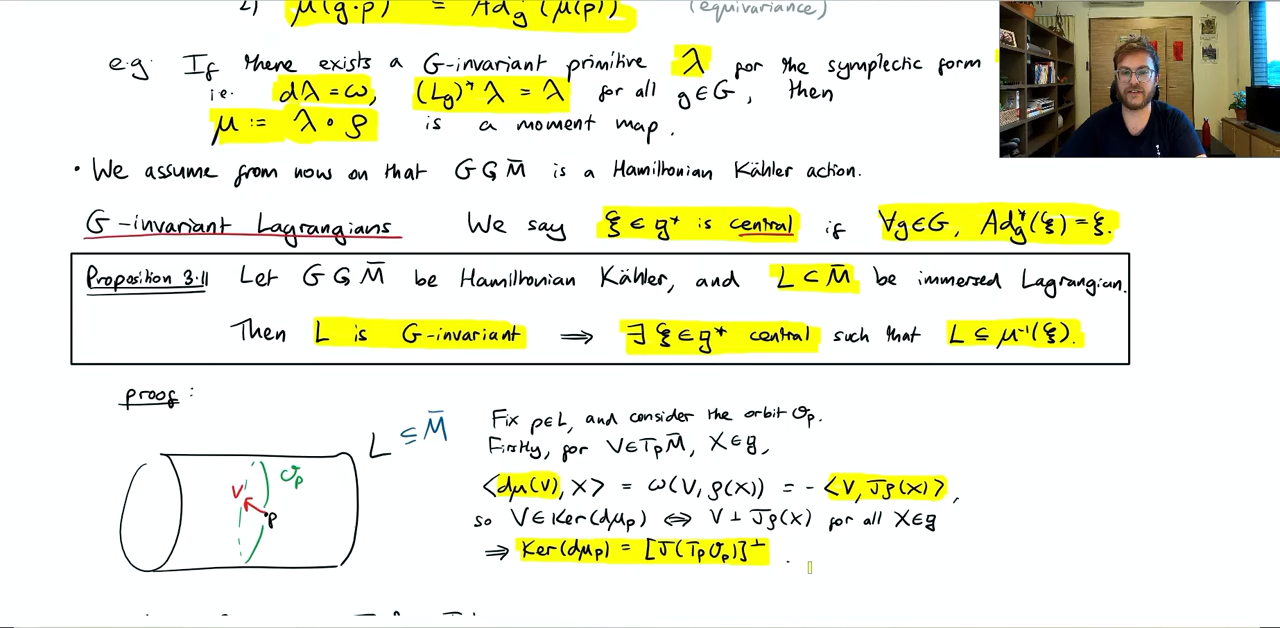 2) μ(g·p) = Ad*g (μ(p)) (equivariance)
e.g. If there exists a G-invariant primitive λ for the symplectic form
i.e. dλ = ω, (Lg)*λ = λ for all g∈G, then
μ := λ∘ρ is a moment map.
• We assume from now on that G G M̄ is a Hamiltonian Kähler action.
G-invariant Lagrangians We say ξ ∈ g* is central if ∀g∈G, Ad*g(ξ)=ξ.
Proposition 3.11 Let G G M̄ be Hamiltonian Kähler, and L ⊂ M̄ be immersed Lagrangian.
Then L is G-invariant ⟹ ∃ ξ ∈ g* central such that L ⊆ μ⁻¹(ξ).
proof:
L ⊆ M̄
Op
V
p
Fix p∈L, and consider the orbit Op.
Firstly, for V∈TpM̄, X∈g,
⟨dμ(V), X⟩ = ω(V, ρ(X)) = -⟨V, Jρ(X)⟩,
so V∈Ker(dμp) ⟺ V ⊥ Jρ(X) for all X∈g
⟹ Ker(dμp) = [J(TpOp)]⊥.